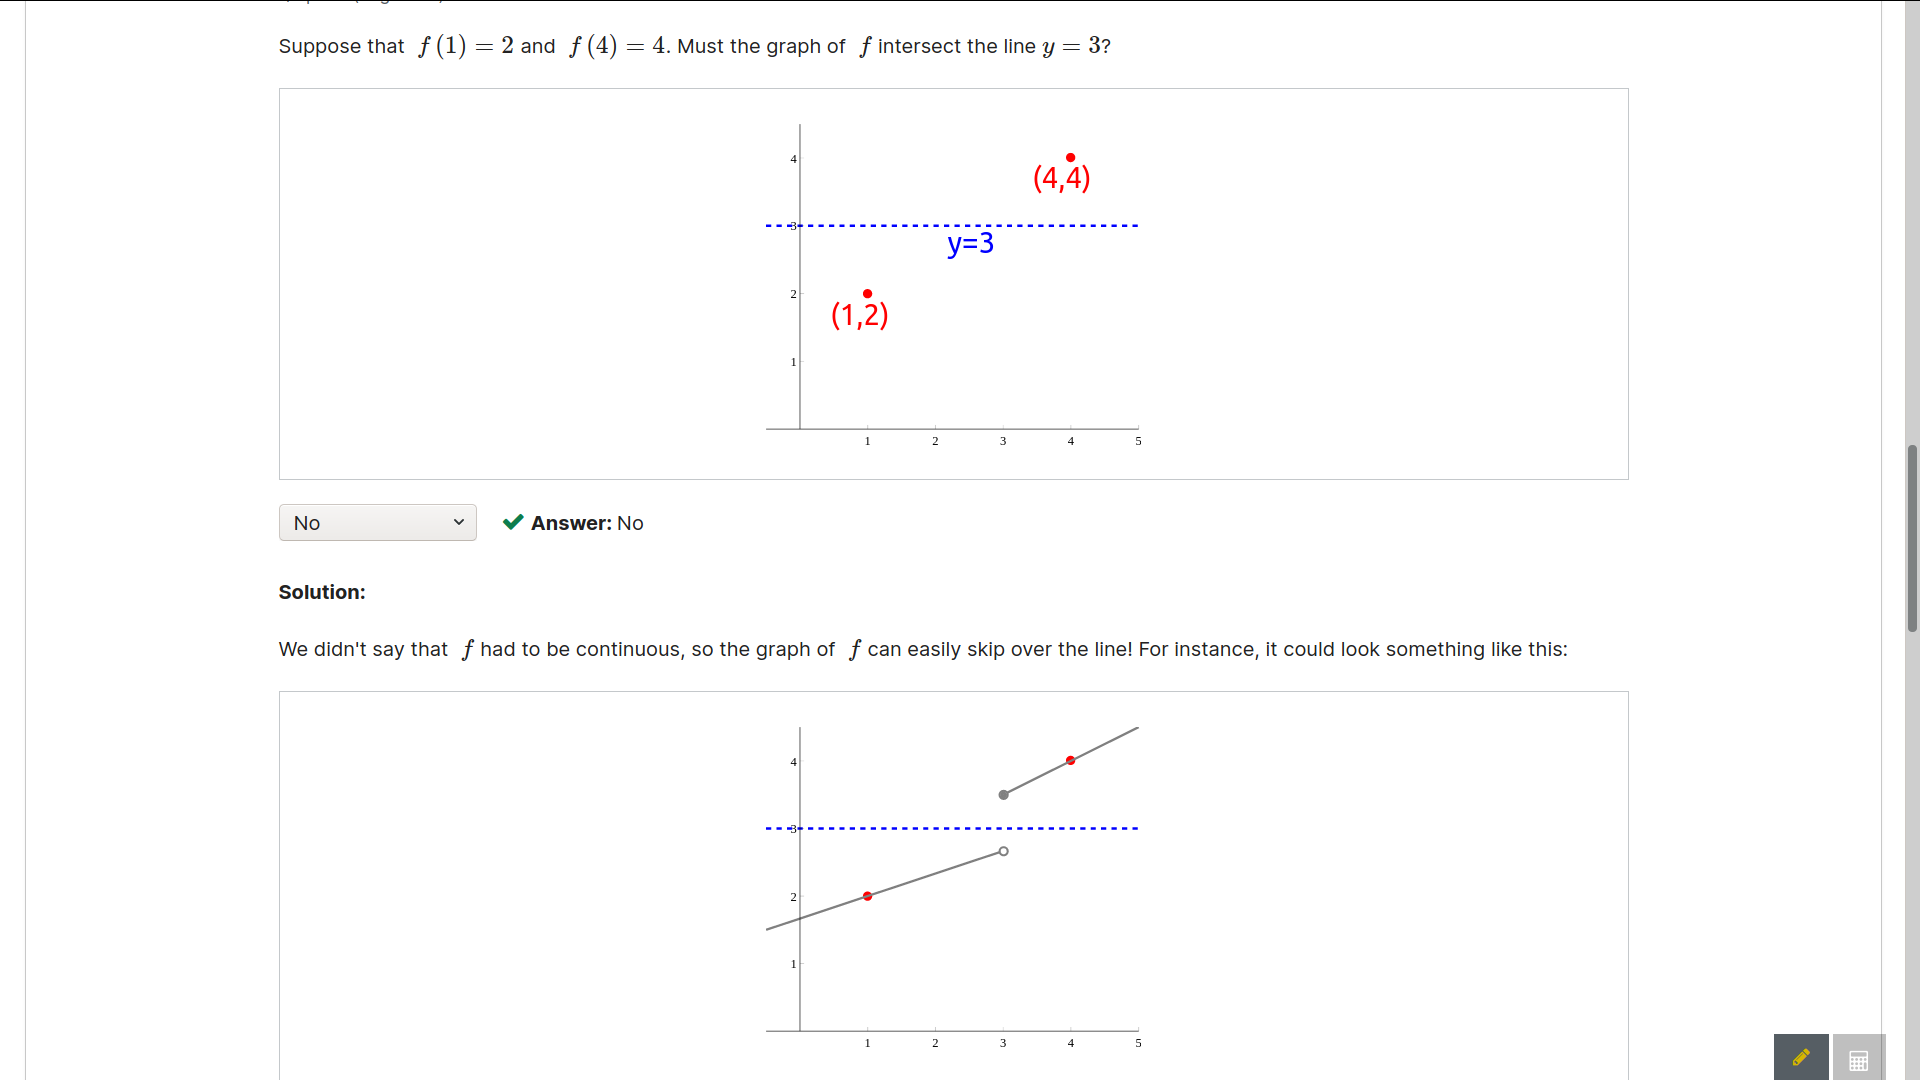 Suppose that f (1) = 2 and f (4) = 4. Must the graph of f intersect the line y = 3?
4
(4,4)
3
y=3
2
(1,2)
1
1 2 3 4 5
No
Answer: No
Solution:
We didn't say that f had to be continuous, so the graph of f can easily skip over the line! For instance, it could look something like this:
4
3
2
1
1 2 3 4 5